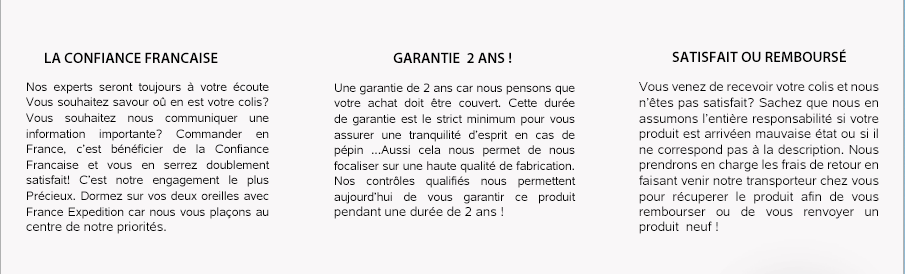 LA CONFIANCE FRANCAISE
Nos experts seront toujours à votre écoute
Vous souhaitez savour oû en est votre colis?
Vous souhaitez nous communiquer une
information importante? Commander en
France, c'est bénéficier de la Confiance
Francaise et vous en serrez doublement
satisfait! C'est notre engagement le plus
Précieux. Dormez sur vos deux oreilles avec
France Expedition car nous vous plaçons au
centre de notre priorités.
GARANTIE 2 ANS !
Une garantie de 2 ans car nous pensons que
votre achat doit être couvert. Cette durée
de garantie est le strict minimum pour vous
assurer une tranquilité d'esprit en cas de
pépin ...Aussi cela nous permet de nous
focaliser sur une haute qualité de fabrication.
Nos contrôles qualifiés nous permettent
aujourd'hui de vous garantir ce produit
pendant une durée de 2 ans !
SATISFAIT OU REMBOURSÉ
Vous venez de recevoir votre colis et nous
n'êtes pas satisfait? Sachez que nous en
assumons l'entière responsabilité si votre
produit est arrivéen mauvaise état ou si il
ne correspond pas à la description. Nous
prendrons en charge les frais de retour en
faisant venir notre transporteur chez vous
pour récuperer le produit afin de vous
rembourser ou de vous renvoyer un
produit neuf !